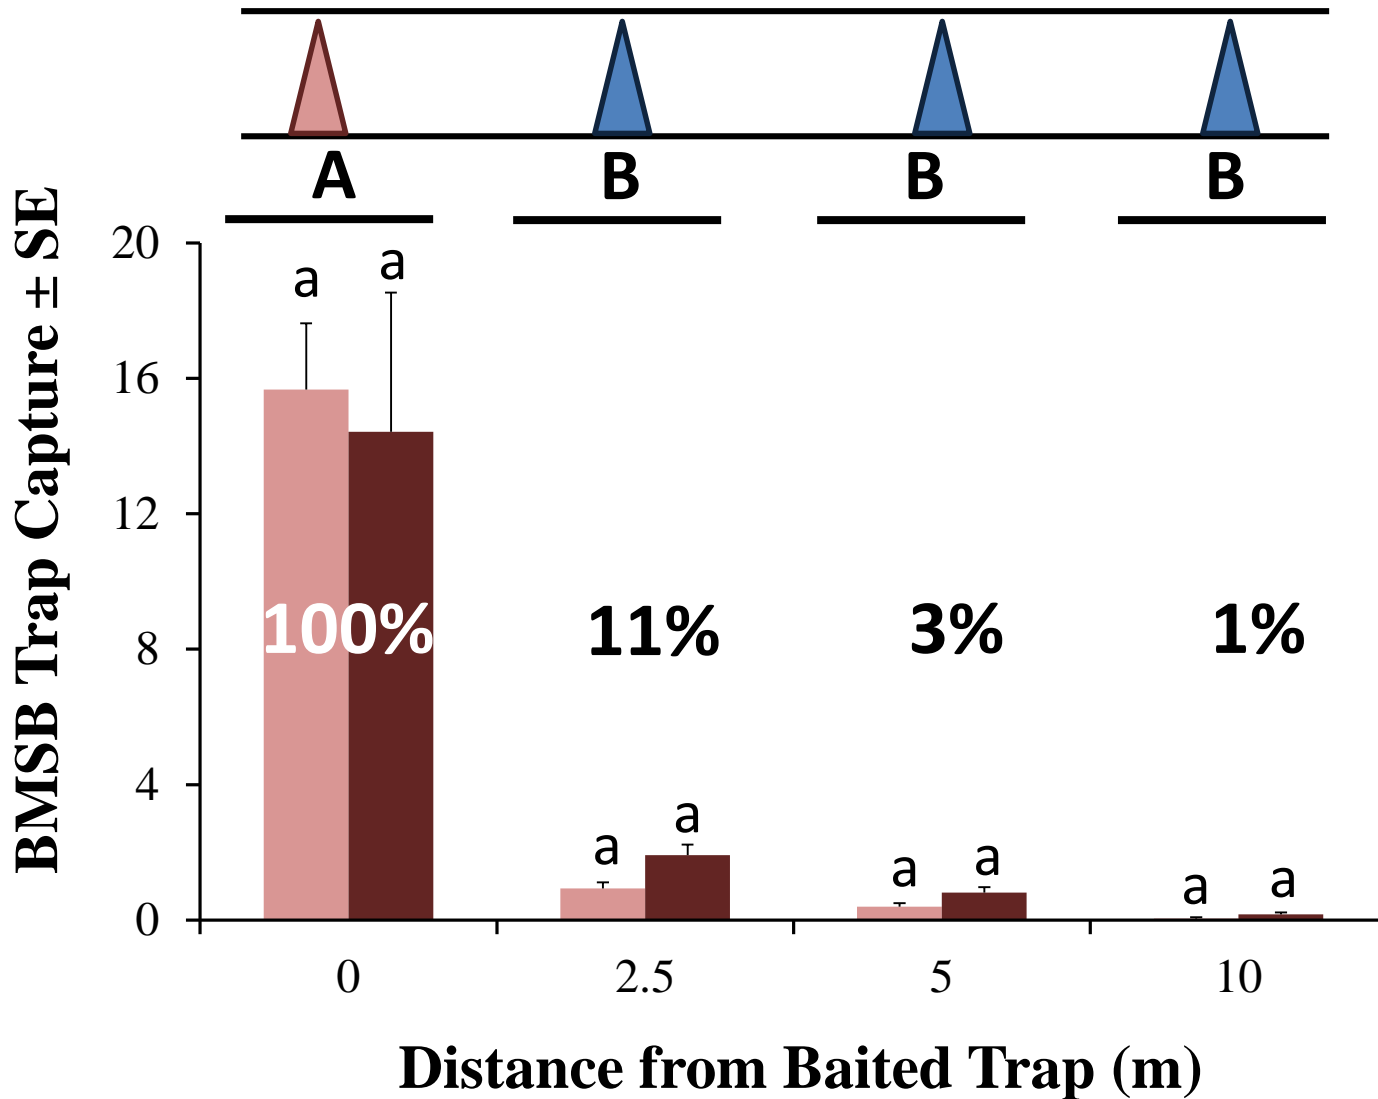 A B B B
BMSB Trap Capture ± SE
20
16
12
8
4
0
a a
a a
a a
a a
100% 11% 3% 1%
0 2.5 5 10
Distance from Baited Trap (m)